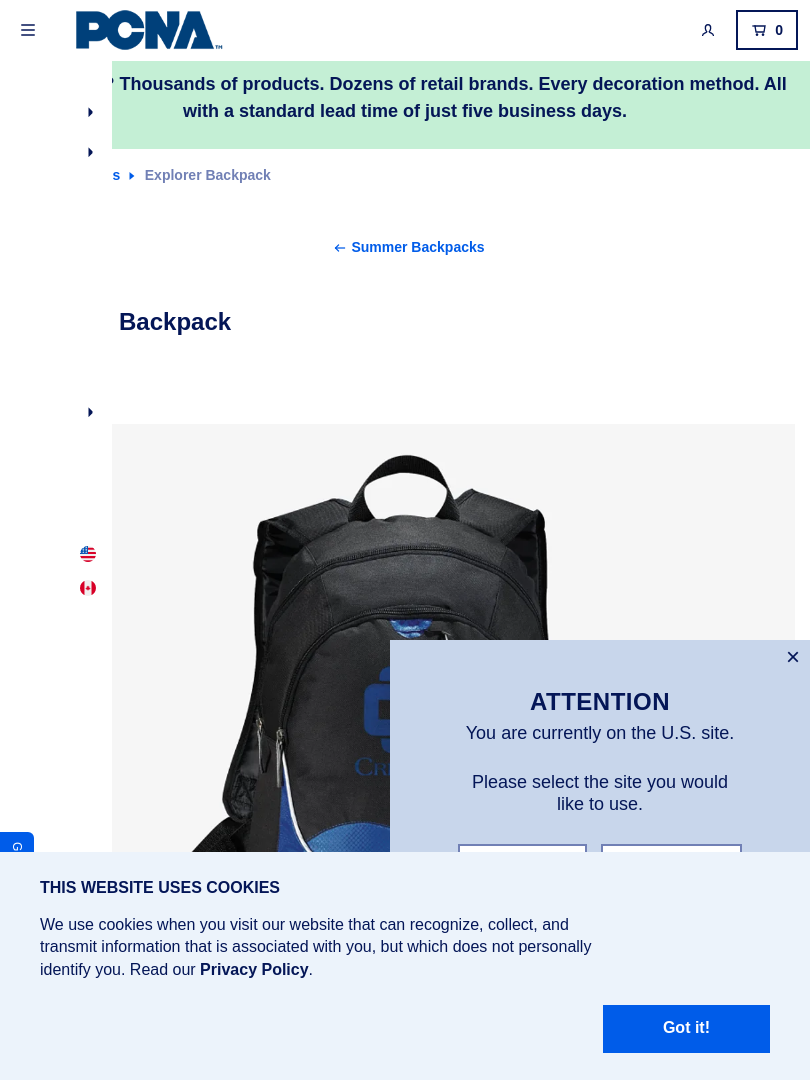 PCNA™
0
? Thousands of products. Dozens of retail brands. Every decoration method. All
with a standard lead time of just five business days.
s Explorer Backpack
Summer Backpacks
Backpack
ATTENTION
You are currently on the U.S. site.
Please select the site you would
like to use.
G
THIS WEBSITE USES COOKIES
We use cookies when you visit our website that can recognize, collect, and
transmit information that is associated with you, but which does not personally
identify you. Read our Privacy Policy.
Got it!